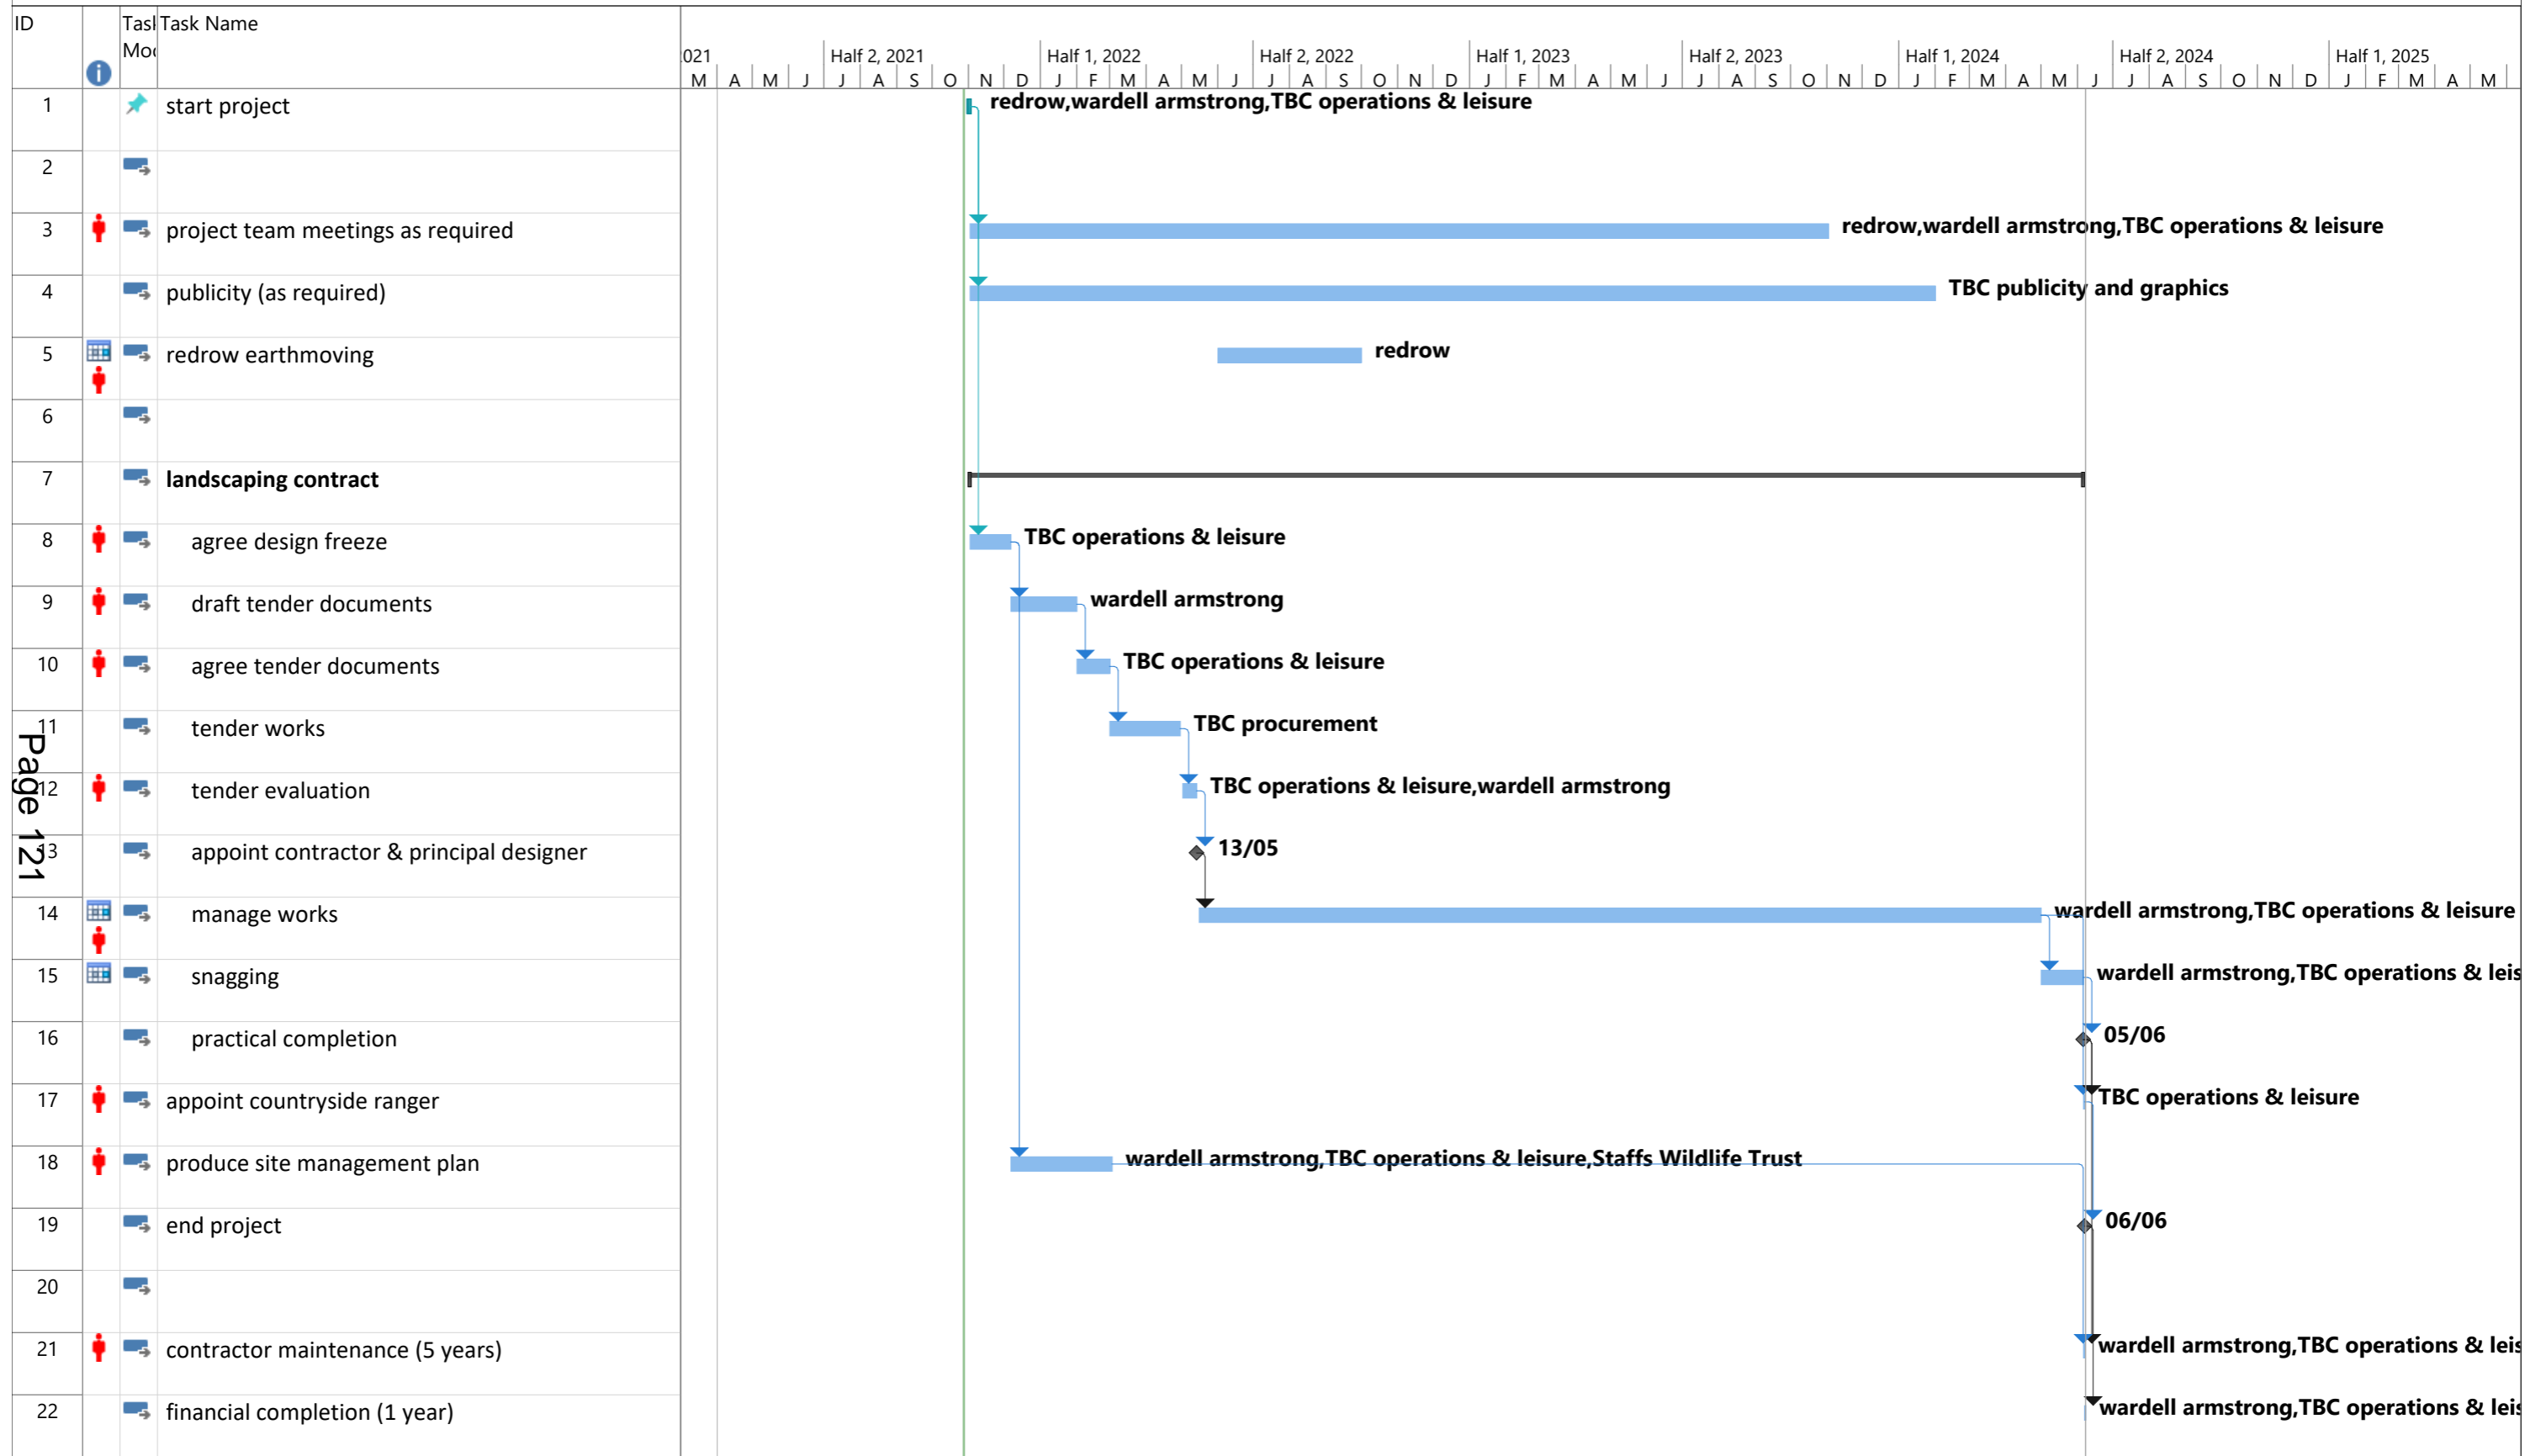 ID Task Name
Mo
021 Half 2, 2021 Half 1, 2022 Half 2, 2022 Half 1, 2023 Half 2, 2023 Half 1, 2024 Half 2, 2024 Half 1, 2025
M A M J J A S O N D J F M A M J J A S O N D J F M A M J J A S O N D J F M A M J J A S O N D J F M A M
1 start project redrow,wardell armstrong,TBC operations & leisure
2
3 project team meetings as required redrow,wardell armstrong,TBC operations & leisure
4 publicity (as required) TBC publicity and graphics
5 redrow earthmoving redrow
6
7 landscaping contract
8 agree design freeze TBC operations & leisure
9 draft tender documents wardell armstrong
10 agree tender documents TBC operations & leisure
11 tender works TBC procurement
12 tender evaluation TBC operations & leisure,wardell armstrong
13 appoint contractor & principal designer 13/05
14 manage works wardell armstrong,TBC operations & leisure
15 snagging wardell armstrong,TBC operations & leis
16 practical completion 05/06
17 appoint countryside ranger TBC operations & leisure
18 produce site management plan wardell armstrong,TBC operations & leisure,Staffs Wildlife Trust
19 end project 06/06
20
21 contractor maintenance (5 years) wardell armstrong,TBC operations & leis
22 financial completion (1 year) wardell armstrong,TBC operations & leis
Page 121